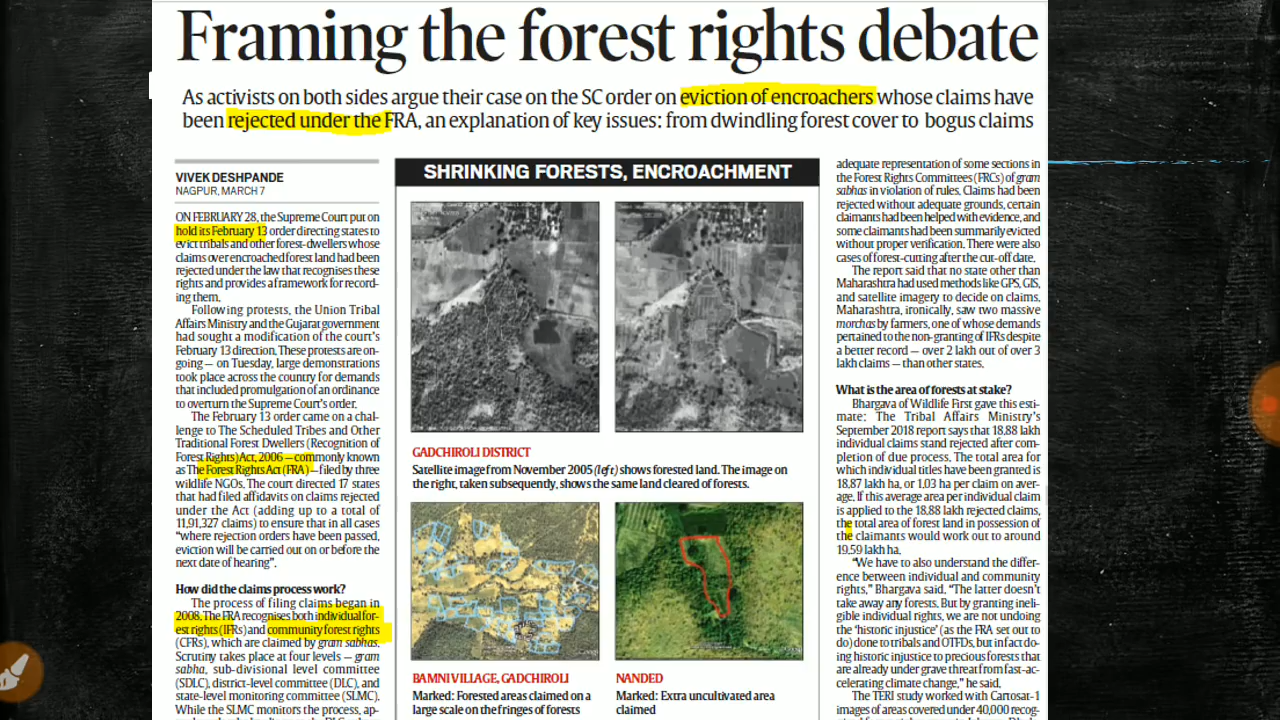 Framing the forest rights debate
As activists on both sides argue their case on the SC order on eviction of encroachers whose claims have
been rejected under the FRA, an explanation of key issues: from dwindling forest cover to bogus claims
VIVEK DESHPANDE
NAGPUR, MARCH 7
ON FEBRUARY 28, the Supreme Court put on
hold its February 13 order directing states to
evict tribals and other forest-dwellers whose
claims over encroached forest land had been
rejected under the law that recognises these
rights and provides a framework for record-
ing them.
Following protests, the Union Tribal
Affairs Ministry and the Gujarat government
had sought a modification of the court's
February 13 direction. These protests are on-
going — on Tuesday, large demonstrations
took place across the country for demands
that included promulgation of an ordinance
to overturn the Supreme Court's order.
The February 13 order came on a chal-
lenge to The Scheduled Tribes and Other
Traditional Forest Dwellers (Recognition of
Forest Rights) Act, 2006 — commonly known
as The Forest Rights Act (FRA) — filed by three
wildlife NGOs. The court directed 17 states
that had filed affidavits on claims rejected
under the Act (adding up to a total of
11,91,327 claims) to ensure that in all cases
"where rejection orders have been passed,
eviction will be carried out on or before the
next date of hearing".
How did the claims process work?
The process of filing claims began in
2008. The FRA recognises both individual for-
est rights (IFRs) and community forest rights
(CFRs), which are claimed by gram sabhas.
Scrutiny takes place at four levels — gram
sabha, sub-divisional level committee
(SDLC), district-level committee (DLC), and
state-level monitoring committee (SLMC).
While the SLMC monitors the process, ap-
SHRINKING FORESTS, ENCROACHMENT
GADCHIROLI DISTRICT
Satellite image from November 2005 (left) shows forested land. The image on
the right, taken subsequently, shows the same land cleared of forests.
BAMNI VILLAGE, GADCHIROLI
Marked: Forested areas claimed on a
large scale on the fringes of forests
NANDED
Marked: Extra uncultivated area
claimed
adequate representation of some sections in
the Forest Rights Committees (FRCs) of gram
sabhas in violation of rules. Claims had been
rejected without adequate grounds, certain
claimants had been helped with evidence, and
some claimants had been summarily evicted
without proper verification. There were also
cases of forest-cutting after the cut-off date.
The report said that no state other than
Maharashtra had used methods like GPS, GIS,
and satellite imagery to decide on claims.
Maharashtra, ironically, saw two massive
morchas by farmers, one of whose demands
pertained to the non-granting of IFRs despite
a better record — over 2 lakh out of over 3
lakh claims — than other states.
What is the area of forests at stake?
Bhargava of Wildlife First gave this esti-
mate: The Tribal Affairs Ministry's
September 2018 report says that 18.88 lakh
individual claims stand rejected after com-
pletion of due process. The total area for
which individual titles have been granted is
18.87 lakh ha, or 1.03 ha per claim on aver-
age. If this average area per individual claim
is applied to the 18.88 lakh rejected claims,
the total area of forest land in possession of
the claimants would work out to around
19.59 lakh ha.
"We have to also understand the differ-
ence between individual and community
rights," Bhargava said. "The latter doesn't
take away any forests. But by granting ineli-
gible individual rights, we are not undoing
the 'historic injustice' (as the FRA set out to
do) done to tribals and OTFDs, but in fact do-
ing historic injustice to precious forests that
are already under grave threat from fast-ac-
celerating climate change," he said.
The TERI study worked with Cartosat-1
images of areas covered under 40,000 recog-